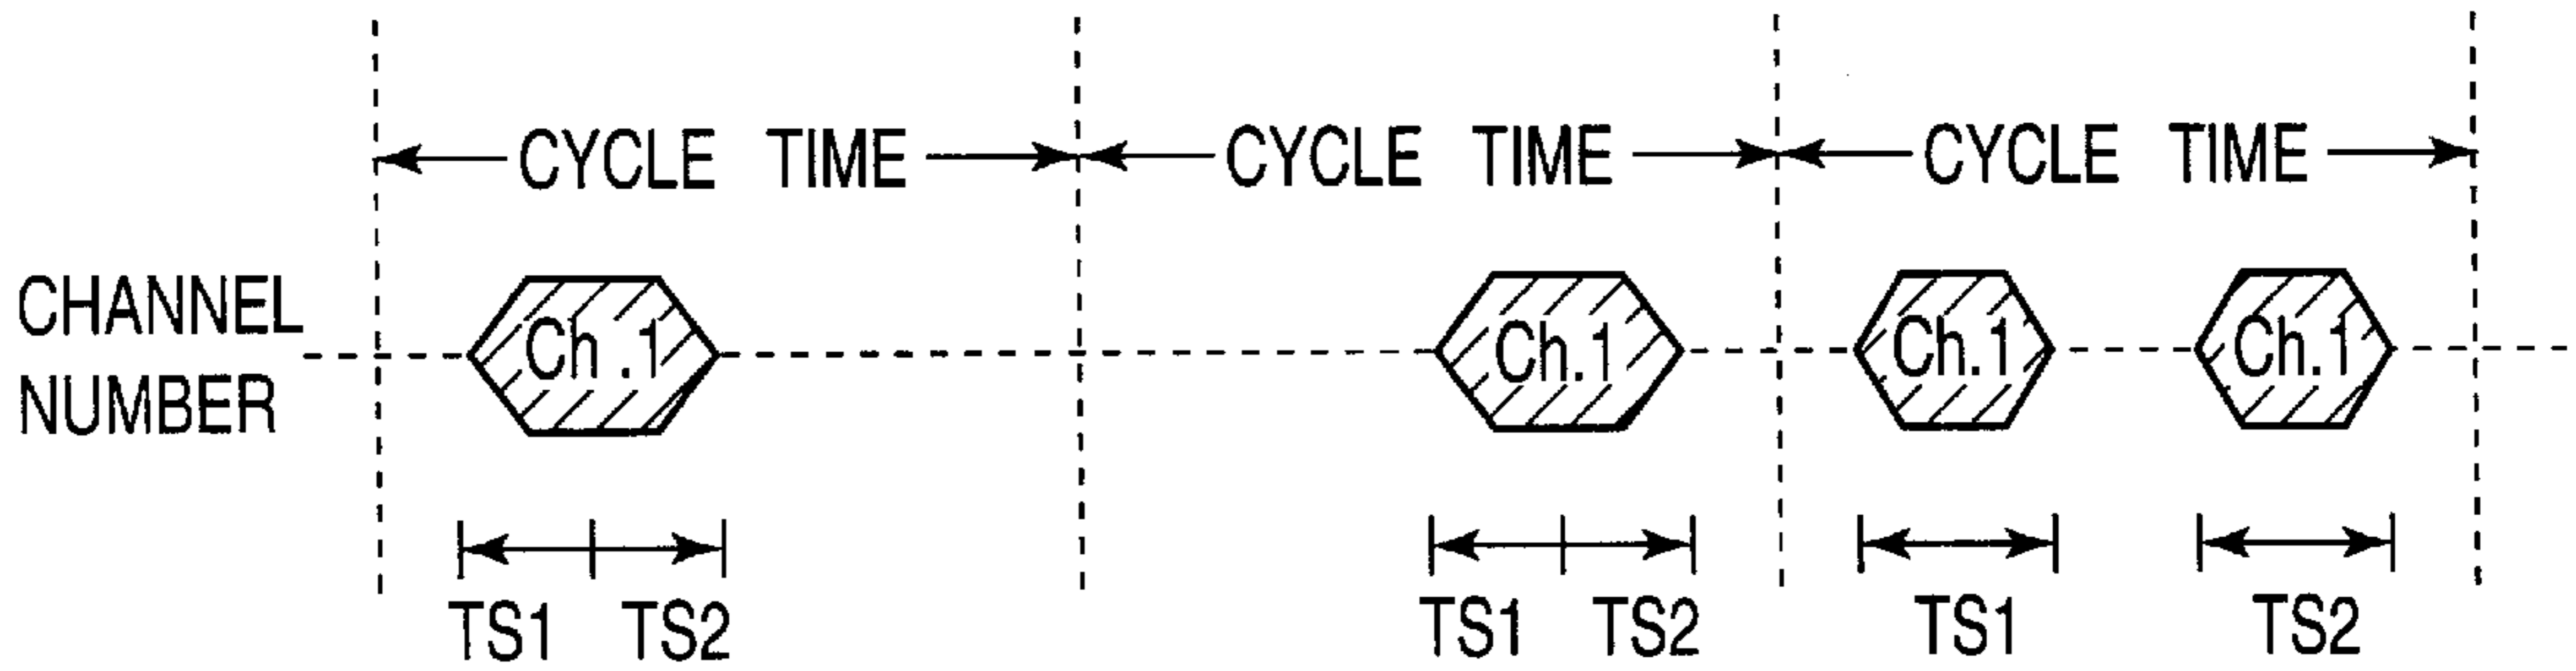 CYCLE TIME CYCLE TIME CYCLE TIME
CHANNEL
NUMBER
Ch .1 Ch.1 Ch.1 Ch.1
TS1 TS2 TS1 TS2 TS1 TS2